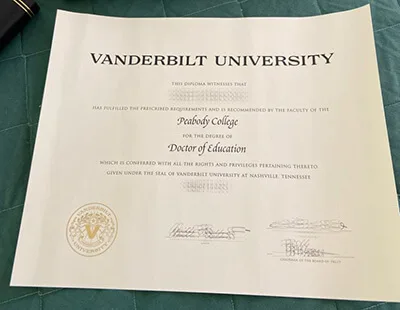 VANDERBILT UNIVERSITY
THIS DIPLOMA WITNESSES THAT
HAS FULFILLED THE PRESCRIBED REQUIREMENTS AND IS RECOMMENDED BY THE FACULTY OF THE
Peabody College
FOR THE DEGREE OF
Doctor of Education
WHICH IS CONFERRED WITH ALL THE RIGHTS AND PRIVILEGES PERTAINING THERETO
GIVEN UNDER THE SEAL OF VANDERBILT UNIVERSITY AT NASHVILLE, TENNESSEE
VANDERBILT
V
UNIVERSITY